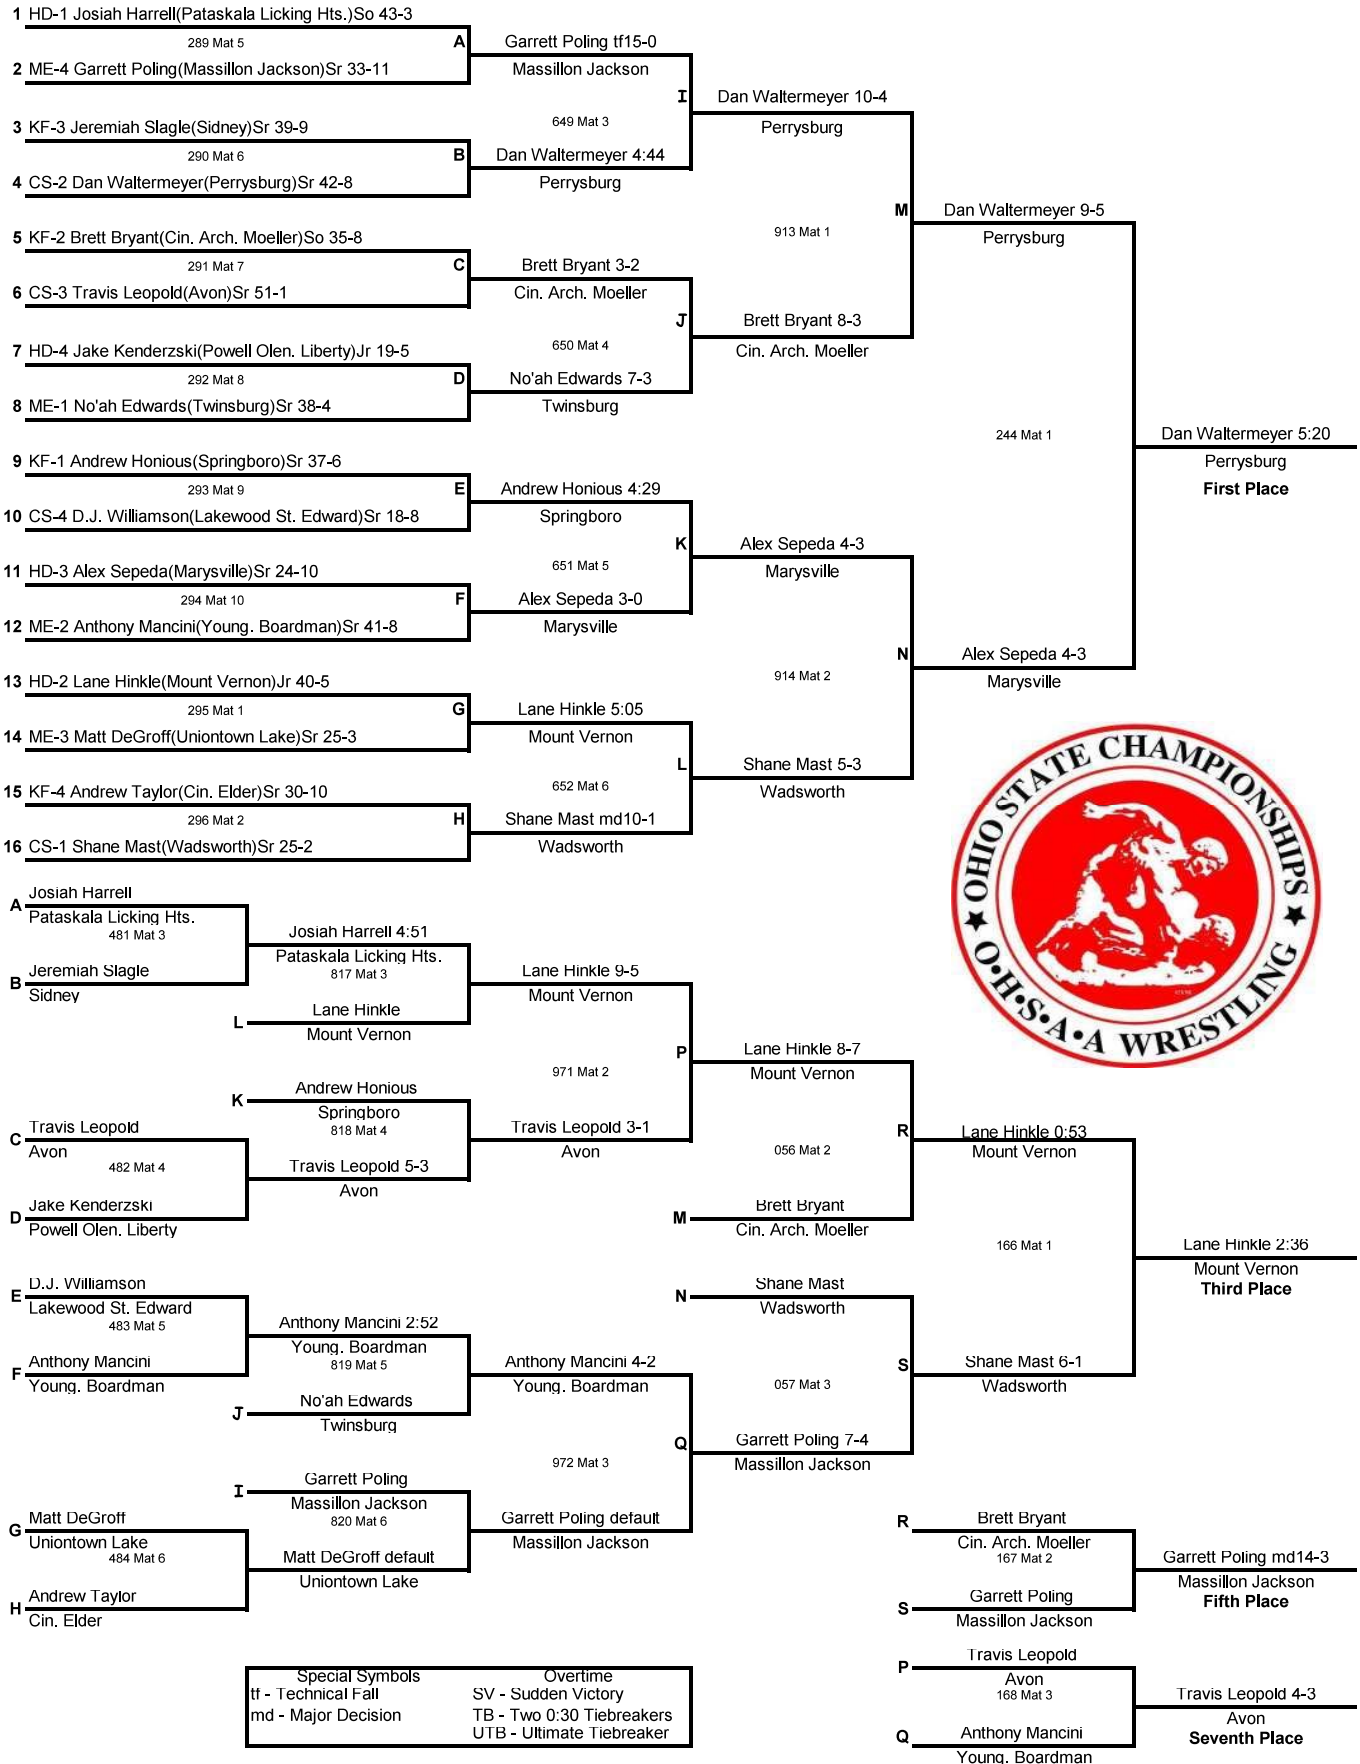 1 HD-1 Josiah Harrell(Pataskala Licking Hts.)So 43-3
289 Mat 5
A
2 ME-4 Garrett Poling(Massillon Jackson)Sr 33-11
Garrett Poling tf15-0
Massillon Jackson
3 KF-3 Jeremiah Slagle(Sidney)Sr 39-9
290 Mat 6
B
4 CS-2 Dan Waltermeyer(Perrysburg)Sr 42-8
649 Mat 3
I
Dan Waltermeyer 4:44
Perrysburg
Dan Waltermeyer 10-4
Perrysburg
5 KF-2 Brett Bryant(Cin. Arch. Moeller)So 35-8
291 Mat 7
C
6 CS-3 Travis Leopold(Avon)Sr 51-1
Brett Bryant 3-2
Cin. Arch. Moeller
913 Mat 1
M
Dan Waltermeyer 9-5
Perrysburg
7 HD-4 Jake Kenderzski(Powell Olen. Liberty)Jr 19-5
292 Mat 8
D
8 ME-1 No'ah Edwards(Twinsburg)Sr 38-4
650 Mat 4
J
No'ah Edwards 7-3
Twinsburg
Brett Bryant 8-3
Cin. Arch. Moeller
244 Mat 1
Dan Waltermeyer 5:20
Perrysburg
First Place
9 KF-1 Andrew Honious(Springboro)Sr 37-6
293 Mat 9
E
10 CS-4 D.J. Williamson(Lakewood St. Edward)Sr 18-8
Andrew Honious 4:29
Springboro
11 HD-3 Alex Sepeda(Marysville)Sr 24-10
294 Mat 10
F
12 ME-2 Anthony Mancini(Young. Boardman)Sr 41-8
651 Mat 5
K
Alex Sepeda 3-0
Marysville
Alex Sepeda 4-3
Marysville
13 HD-2 Lane Hinkle(Mount Vernon)Jr 40-5
295 Mat 1
G
14 ME-3 Matt DeGroff(Uniontown Lake)Sr 25-3
Lane Hinkle 5:05
Mount Vernon
914 Mat 2
N
Alex Sepeda 4-3
Marysville
15 KF-4 Andrew Taylor(Cin. Elder)Sr 30-10
296 Mat 2
H
16 CS-1 Shane Mast(Wadsworth)Sr 25-2
652 Mat 6
L
Shane Mast md10-1
Wadsworth
Shane Mast 5-3
Wadsworth
OHIO STATE CHAMPIONSHIPS
★ O•H•S•A•A WRESTLING ★
A
Josiah Harrell
Pataskala Licking Hts.
481 Mat 3
B
Jeremiah Slagle
Sidney
Josiah Harrell 4:51
Pataskala Licking Hts.
817 Mat 3
L
Lane Hinkle
Mount Vernon
Lane Hinkle 9-5
Mount Vernon
K
Andrew Honious
Springboro
818 Mat 4
C
Travis Leopold
Avon
482 Mat 4
D
Jake Kenderzski
Powell Olen. Liberty
Travis Leopold 5-3
Avon
971 Mat 2
P
Travis Leopold 3-1
Avon
Lane Hinkle 8-7
Mount Vernon
056 Mat 2
R
M
Brett Bryant
Cin. Arch. Moeller
Lane Hinkle 0:53
Mount Vernon
166 Mat 1
Lane Hinkle 2:36
Mount Vernon
Third Place
E
D.J. Williamson
Lakewood St. Edward
483 Mat 5
F
Anthony Mancini
Young. Boardman
Anthony Mancini 2:52
Young. Boardman
819 Mat 5
J
No'ah Edwards
Twinsburg
Anthony Mancini 4-2
Young. Boardman
N
Shane Mast
Wadsworth
057 Mat 3
S
Shane Mast 6-1
Wadsworth
972 Mat 3
Q
Garrett Poling 7-4
Massillon Jackson
I
Garrett Poling
Massillon Jackson
820 Mat 6
G
Matt DeGroff
Uniontown Lake
484 Mat 6
H
Andrew Taylor
Cin. Elder
Matt DeGroff default
Uniontown Lake
Garrett Poling default
Massillon Jackson
R
Brett Bryant
Cin. Arch. Moeller
167 Mat 2
S
Garrett Poling
Massillon Jackson
Garrett Poling md14-3
Massillon Jackson
Fifth Place
P
Travis Leopold
Avon
168 Mat 3
Q
Anthony Mancini
Young. Boardman
Travis Leopold 4-3
Avon
Seventh Place
Special Symbols
tf - Technical Fall
md - Major Decision
Overtime
SV - Sudden Victory
TB - Two 0:30 Tiebreakers
UTB - Ultimate Tiebreaker